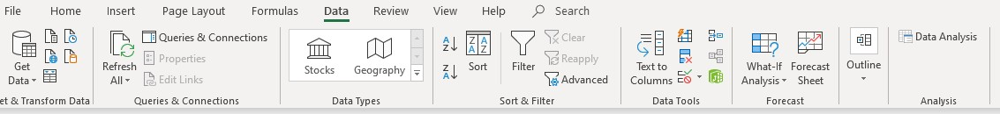 File Home Insert Page Layout Formulas Data Review View Help Search
Get Data
Refresh All
Queries & Connections
Properties
Edit Links
Stocks
Geography
A Z
Z A
Z A A Z
Sort
Filter
Clear
Reapply
Advanced
Text to Columns
What-If Analysis
Forecast Sheet
Outline
Data Analysis
et & Transform Data Queries & Connections Data Types Sort & Filter Data Tools Forecast Analysis